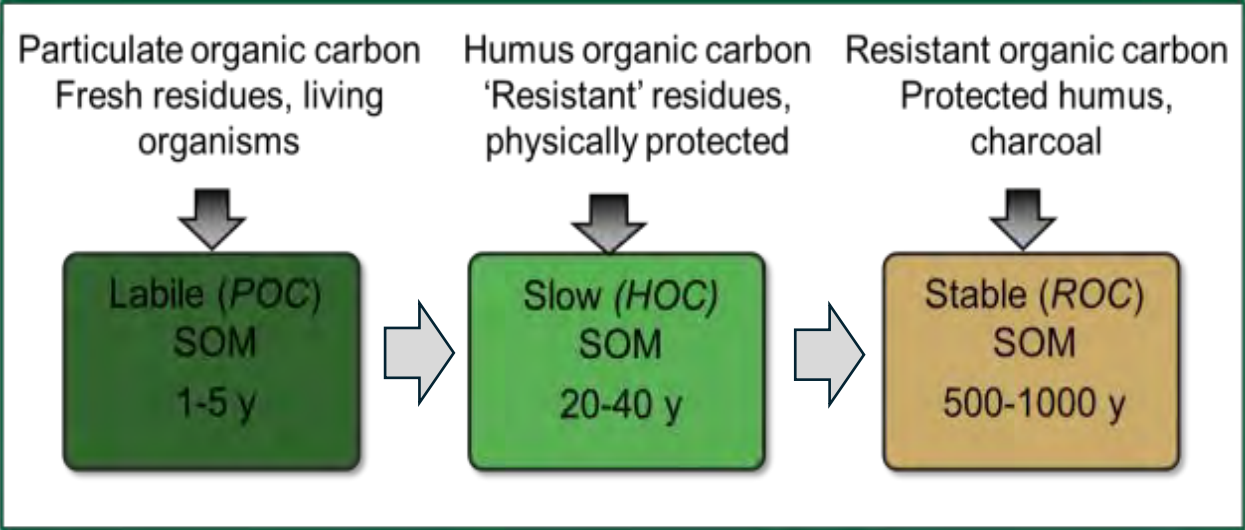 Particulate organic carbon
Fresh residues, living
organisms
Humus organic carbon
‘Resistant’ residues,
physically protected
Resistant organic carbon
Protected humus,
charcoal
Labile (POC)
SOM
1-5 y
Slow (HOC)
SOM
20-40 y
Stable (ROC)
SOM
500-1000 y